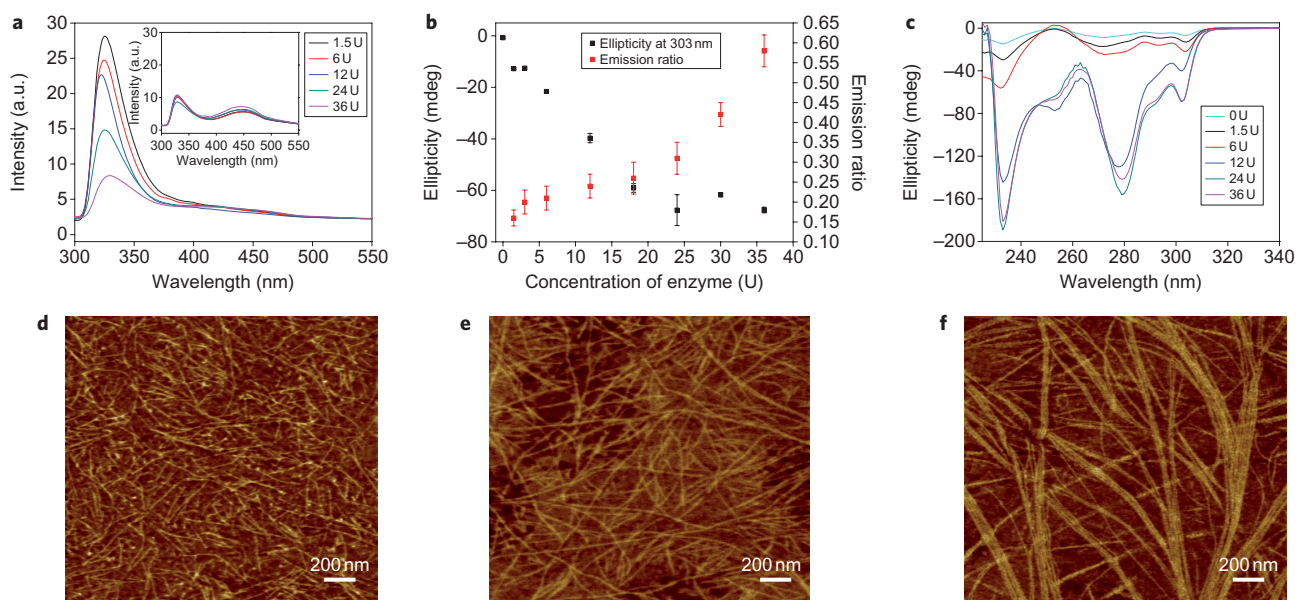 a
Intensity (a.u.)
30
25
20
15
10
5
0
300 350 400 450 500 550
Wavelength (nm)
1.5 U
6 U
12 U
24 U
36 U
Intensity (a.u.)
30
20
10
0
300 350 400 450 500 550
Wavelength (nm)
b
Ellipticity (mdeg)
0
–20
–40
–60
–80
0 5 10 15 20 25 30 35 40
Concentration of enzyme (U)
Ellipticity at 303 nm
Emission ratio
0.65
0.60
0.55
0.50
0.45
0.40
0.35
0.30
0.25
0.20
0.15
0.10
Emission ratio
c
Ellipticity (mdeg)
0
–40
–80
–120
–160
–200
240 260 280 300 320 340
Wavelength (nm)
0 U
1.5 U
6 U
12 U
24 U
36 U
d
200 nm
e
200 nm
f
200 nm